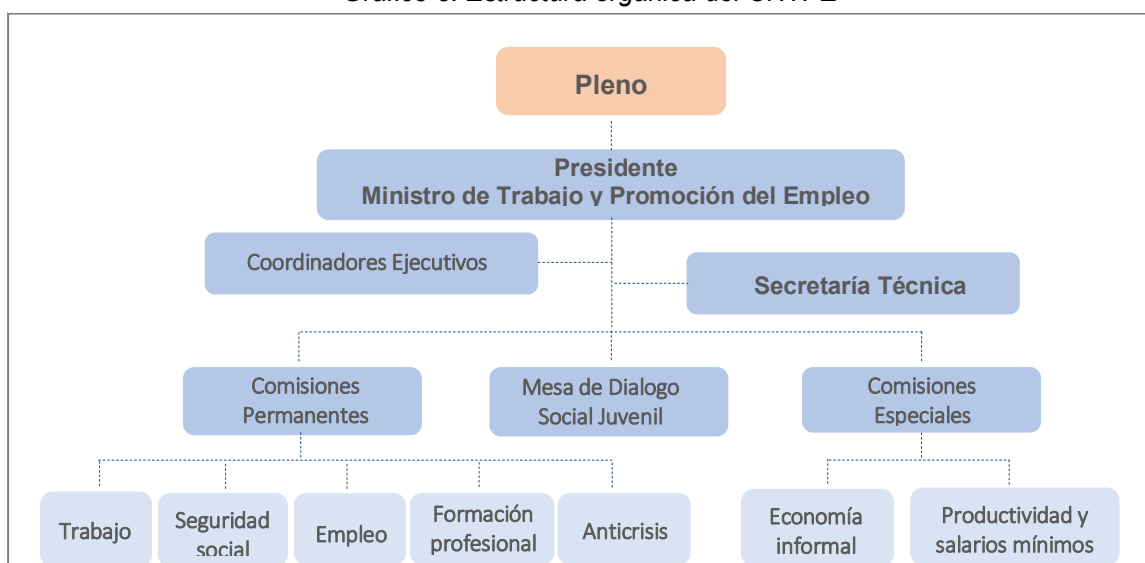 Pleno
Presidente
Ministro de Trabajo y Promoción del Empleo
Coordinadores Ejecutivos
Secretaría Técnica
Comisiones
Permanentes
Mesa de Dialogo
Social Juvenil
Comisiones
Especiales
Trabajo
Seguridad
social
Empleo
Formación
profesional
Anticrisis
Economía
informal
Productividad y
salarios mínimos